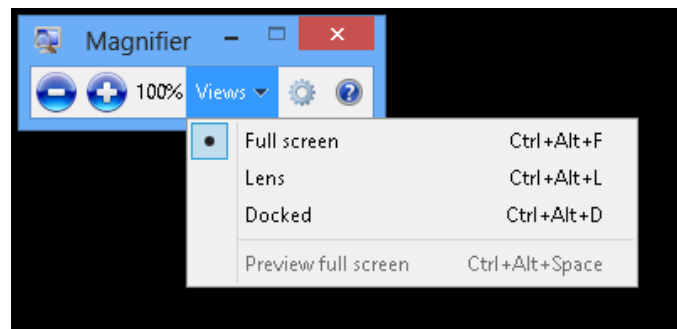 Magnifier
100% Views
Full screen Ctrl+Alt+F
Lens Ctrl+Alt+L
Docked Ctrl+Alt+D
Preview full screen Ctrl+Alt+Space